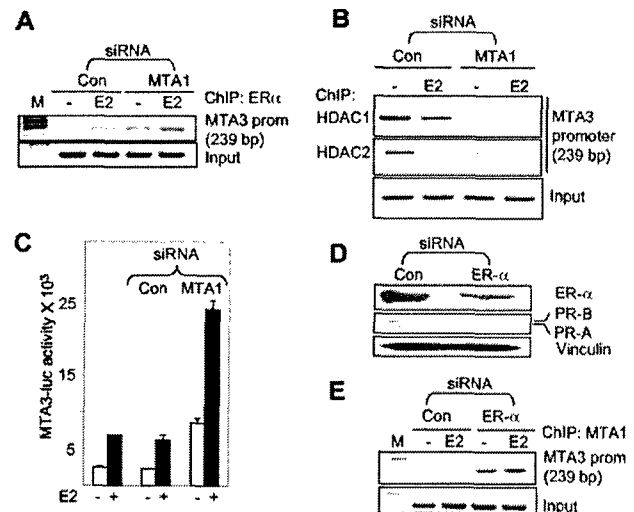 A
siRNA
Con MTA1
M - E2 - E2 ChIP: ERα
MTA3 prom
(239 bp)
Input
B
siRNA
Con MTA1
- E2 - E2
ChIP:
HDAC1
HDAC2
MTA3
promoter
(239 bp)
Input
C
siRNA
Con MTA1
MTA3-luc activity X 10³
25
15
5
E2 - + - + - +
D
siRNA
Con ER-α
ER-α
PR-B
PR-A
Vinculin
E
siRNA
Con ER-α
M - E2 - E2 ChIP: MTA1
MTA3 prom
(239 bp)
Input